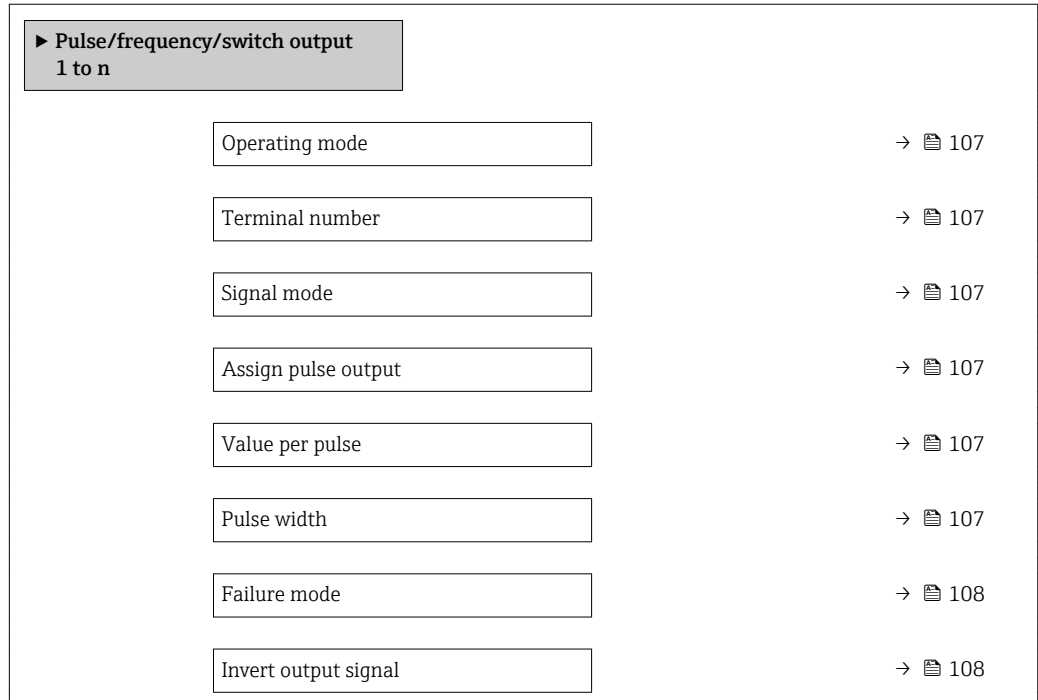 ▶ Pulse/frequency/switch output
1 to n
Operating mode → 107
Terminal number → 107
Signal mode → 107
Assign pulse output → 107
Value per pulse → 107
Pulse width → 107
Failure mode → 108
Invert output signal → 108